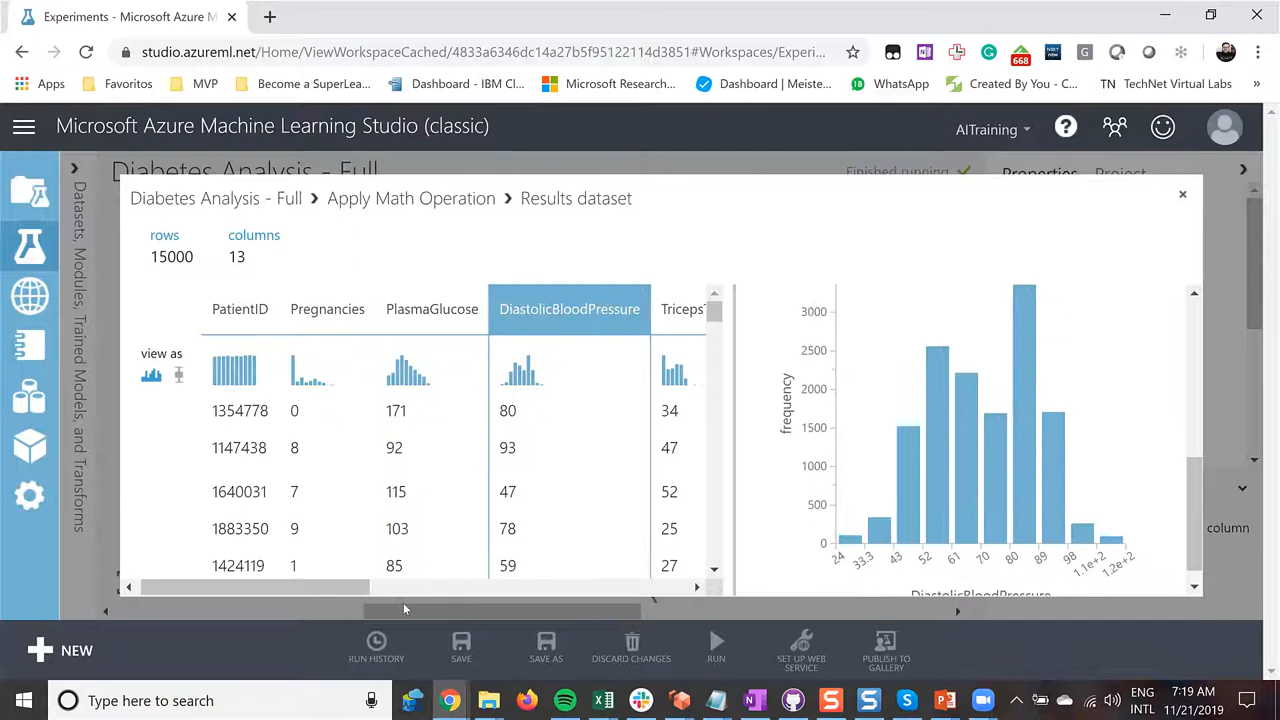 Experiments - Microsoft Azure M
studio.azureml.net/Home/ViewWorkspaceCached/4833a6346dc14a27b5f95122114d3851#Workspaces/Experi...
668
Apps
Favoritos
MVP
Become a SuperLea...
Dashboard - IBM Cl...
Microsoft Research...
Dashboard | Meiste...
18
WhatsApp
Created By You - C...
TN
TechNet Virtual Labs
»
Microsoft Azure Machine Learning Studio (classic)
AITraining
Diabetes Analysis - Full
Finished running
Properties
Project
Datasets, Modules, Trained Models, and Transforms
Diabetes Analysis - Full
Apply Math Operation
Results dataset
rows
columns
15000
13
PatientID
Pregnancies
PlasmaGlucose
DiastolicBloodPressure
Triceps
view as
1354778 0 171 80 34
1147438 8 92 93 47
1640031 7 115 47 52
1883350 9 103 78 25
1424119 1 85 59 27
frequency
3000
2500
2000
1500
1000
500
0
24 33.3 43 52 61 70 80 89 98 1.1e+2 1.2e+2
DiastolicBloodPressure
column
NEW
RUN HISTORY
SAVE
SAVE AS
DISCARD CHANGES
RUN
SET UP WEB
SERVICE
PUBLISH TO
GALLERY
Type here to search
ENG
INTL
7:19 AM
11/21/2019